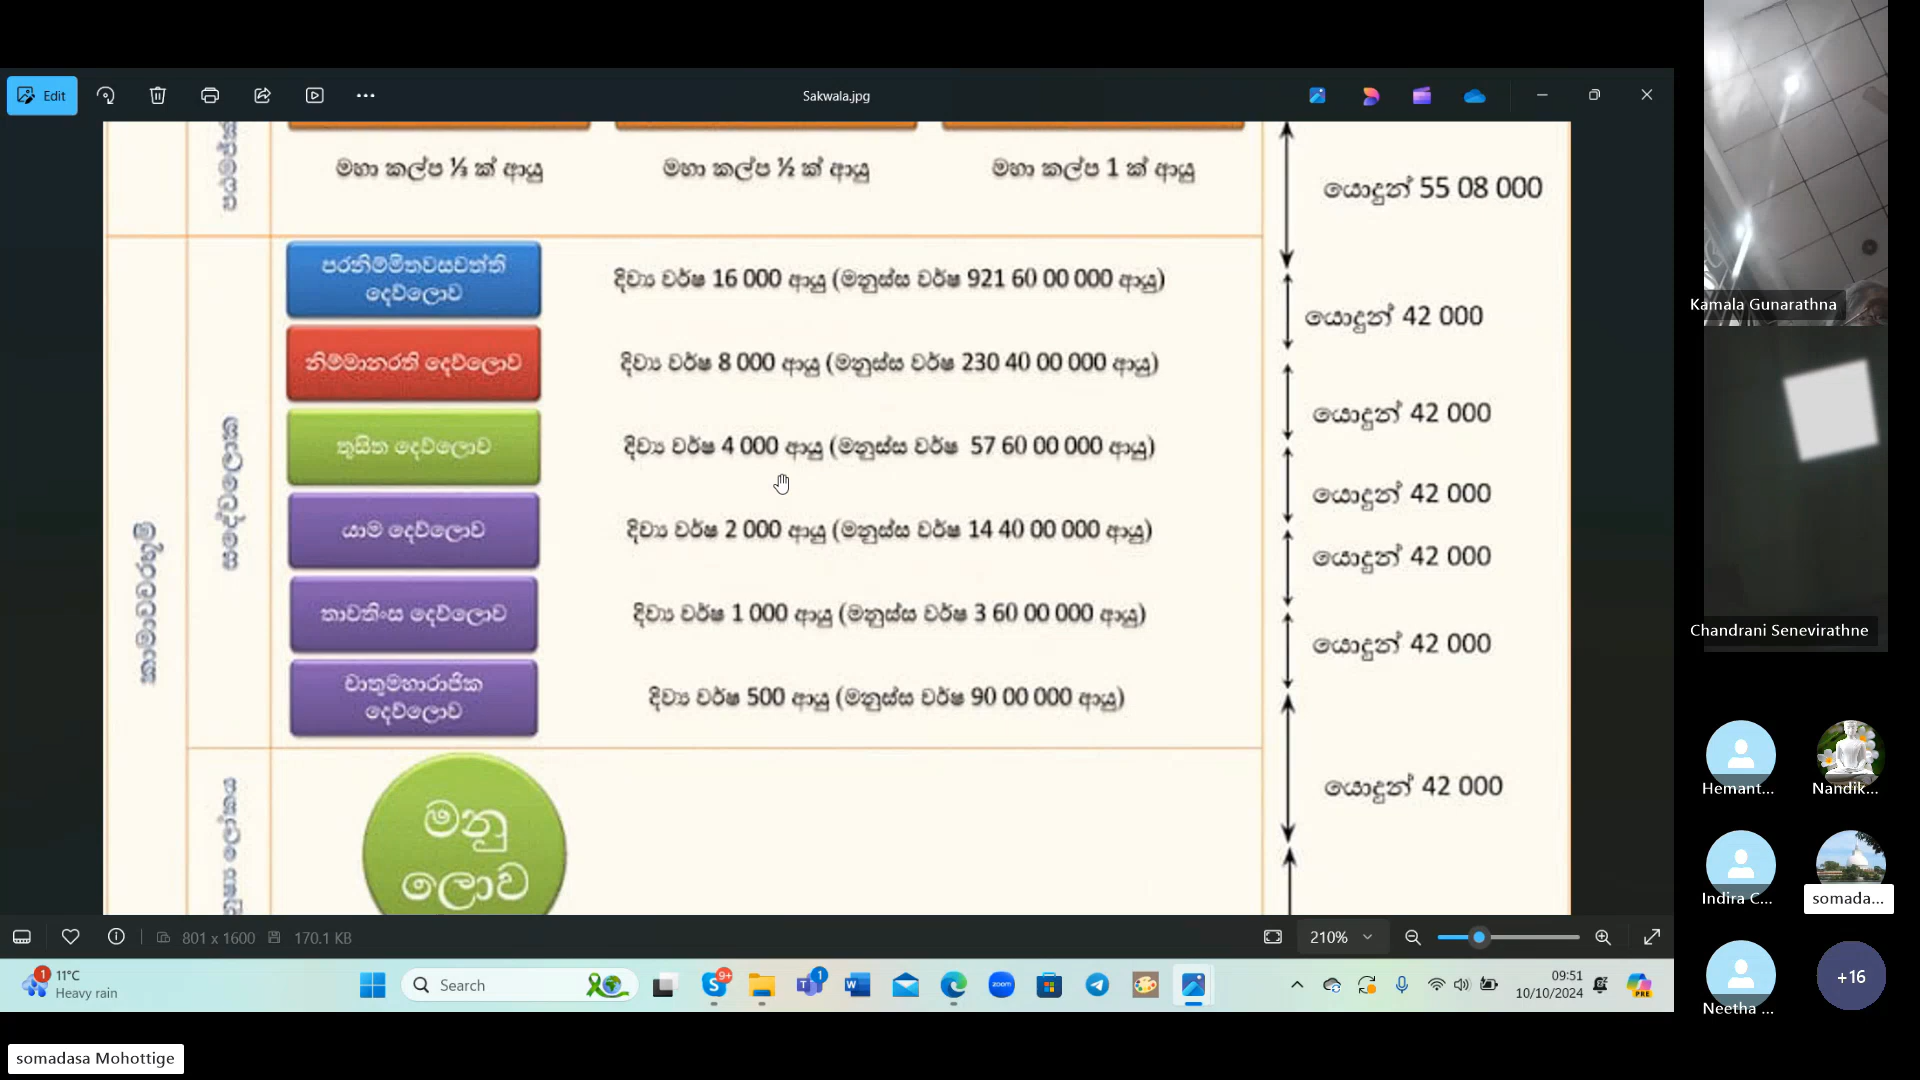 Edit
Sakwala.jpg
මහා කල්ප ⅓ ක් ආයු
මහා කල්ප ½ ක් ආයු
මහා කල්ප 1 ක් ආයු
යොදුන් 55 08 000
පරනිම්මිතවසවත්ති
දෙව්ලොව
දිව්‍ය වර්ෂ 16 000 ආයු (මනුස්ස වර්ෂ 921 60 00 000 ආයු)
යොදුන් 42 000
නිම්මානරති දෙව්ලොව
දිව්‍ය වර්ෂ 8 000 ආයු (මනුස්ස වර්ෂ 230 40 00 000 ආයු)
යොදුන් 42 000
තුසිත දෙව්ලොව
දිව්‍ය වර්ෂ 4 000 ආයු (මනුස්ස වර්ෂ 57 60 00 000 ආයු)
යොදුන් 42 000
යාම දෙව්ලොව
දිව්‍ය වර්ෂ 2 000 ආයු (මනුස්ස වර්ෂ 14 40 00 000 ආයු)
යොදුන් 42 000
තාවතිංස දෙව්ලොව
දිව්‍ය වර්ෂ 1 000 ආයු (මනුස්ස වර්ෂ 3 60 00 000 ආයු)
යොදුන් 42 000
චාතුමහාරාජික
දෙව්ලොව
දිව්‍ය වර්ෂ 500 ආයු (මනුස්ස වර්ෂ 90 00 000 ආයු)
යොදුන් 42 000
මනු
ලොව
801 x 1600
170.1 KB
210%
1
11°C
Heavy rain
Search
9+
1
zoom
PRE
09:51
10/10/2024
Kamala Gunarathna
Chandrani Senevirathne
Hemant...
Nandik...
Indira C...
somada...
Neetha ...
+16
somadasa Mohottige